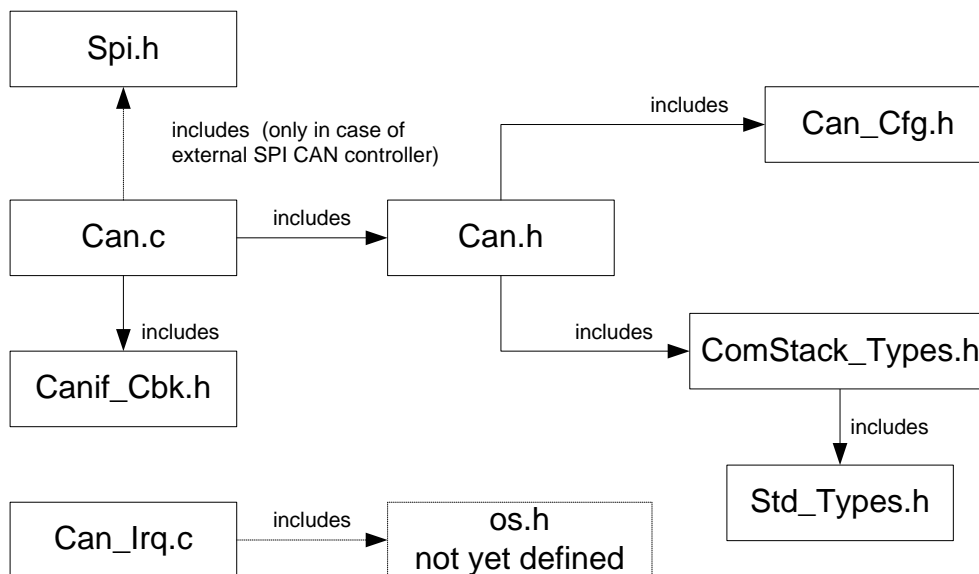 Spi.h
includes (only in case of
external SPI CAN controller)
includes
Can_Cfg.h
Can.c
includes
Can.h
includes
Canif_Cbk.h
includes
ComStack_Types.h
includes
Std_Types.h
Can_Irq.c
includes
os.h
not yet defined